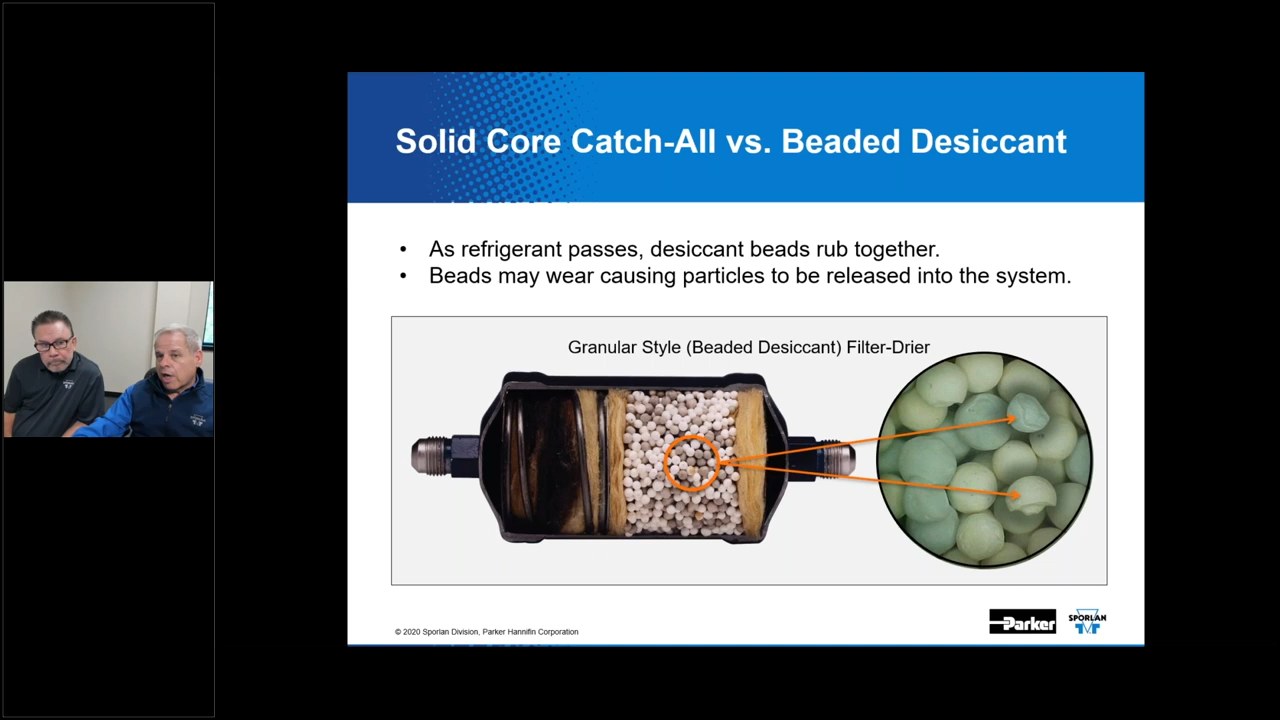 Solid Core Catch-All vs. Beaded Desiccant
• As refrigerant passes, desiccant beads rub together.
• Beads may wear causing particles to be released into the system.
Granular Style (Beaded Desiccant) Filter-Drier
© 2020 Sporlan Division, Parker Hannifin Corporation
Parker
SPORLAN